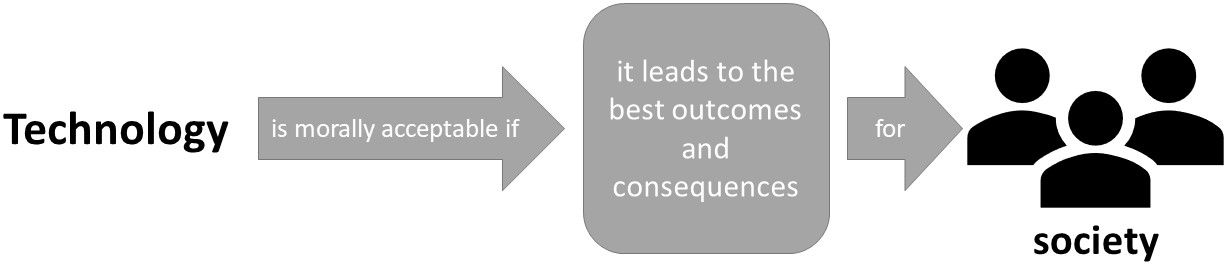 Technology
is morally acceptable if
it leads to the
best outcomes
and
consequences
for
society